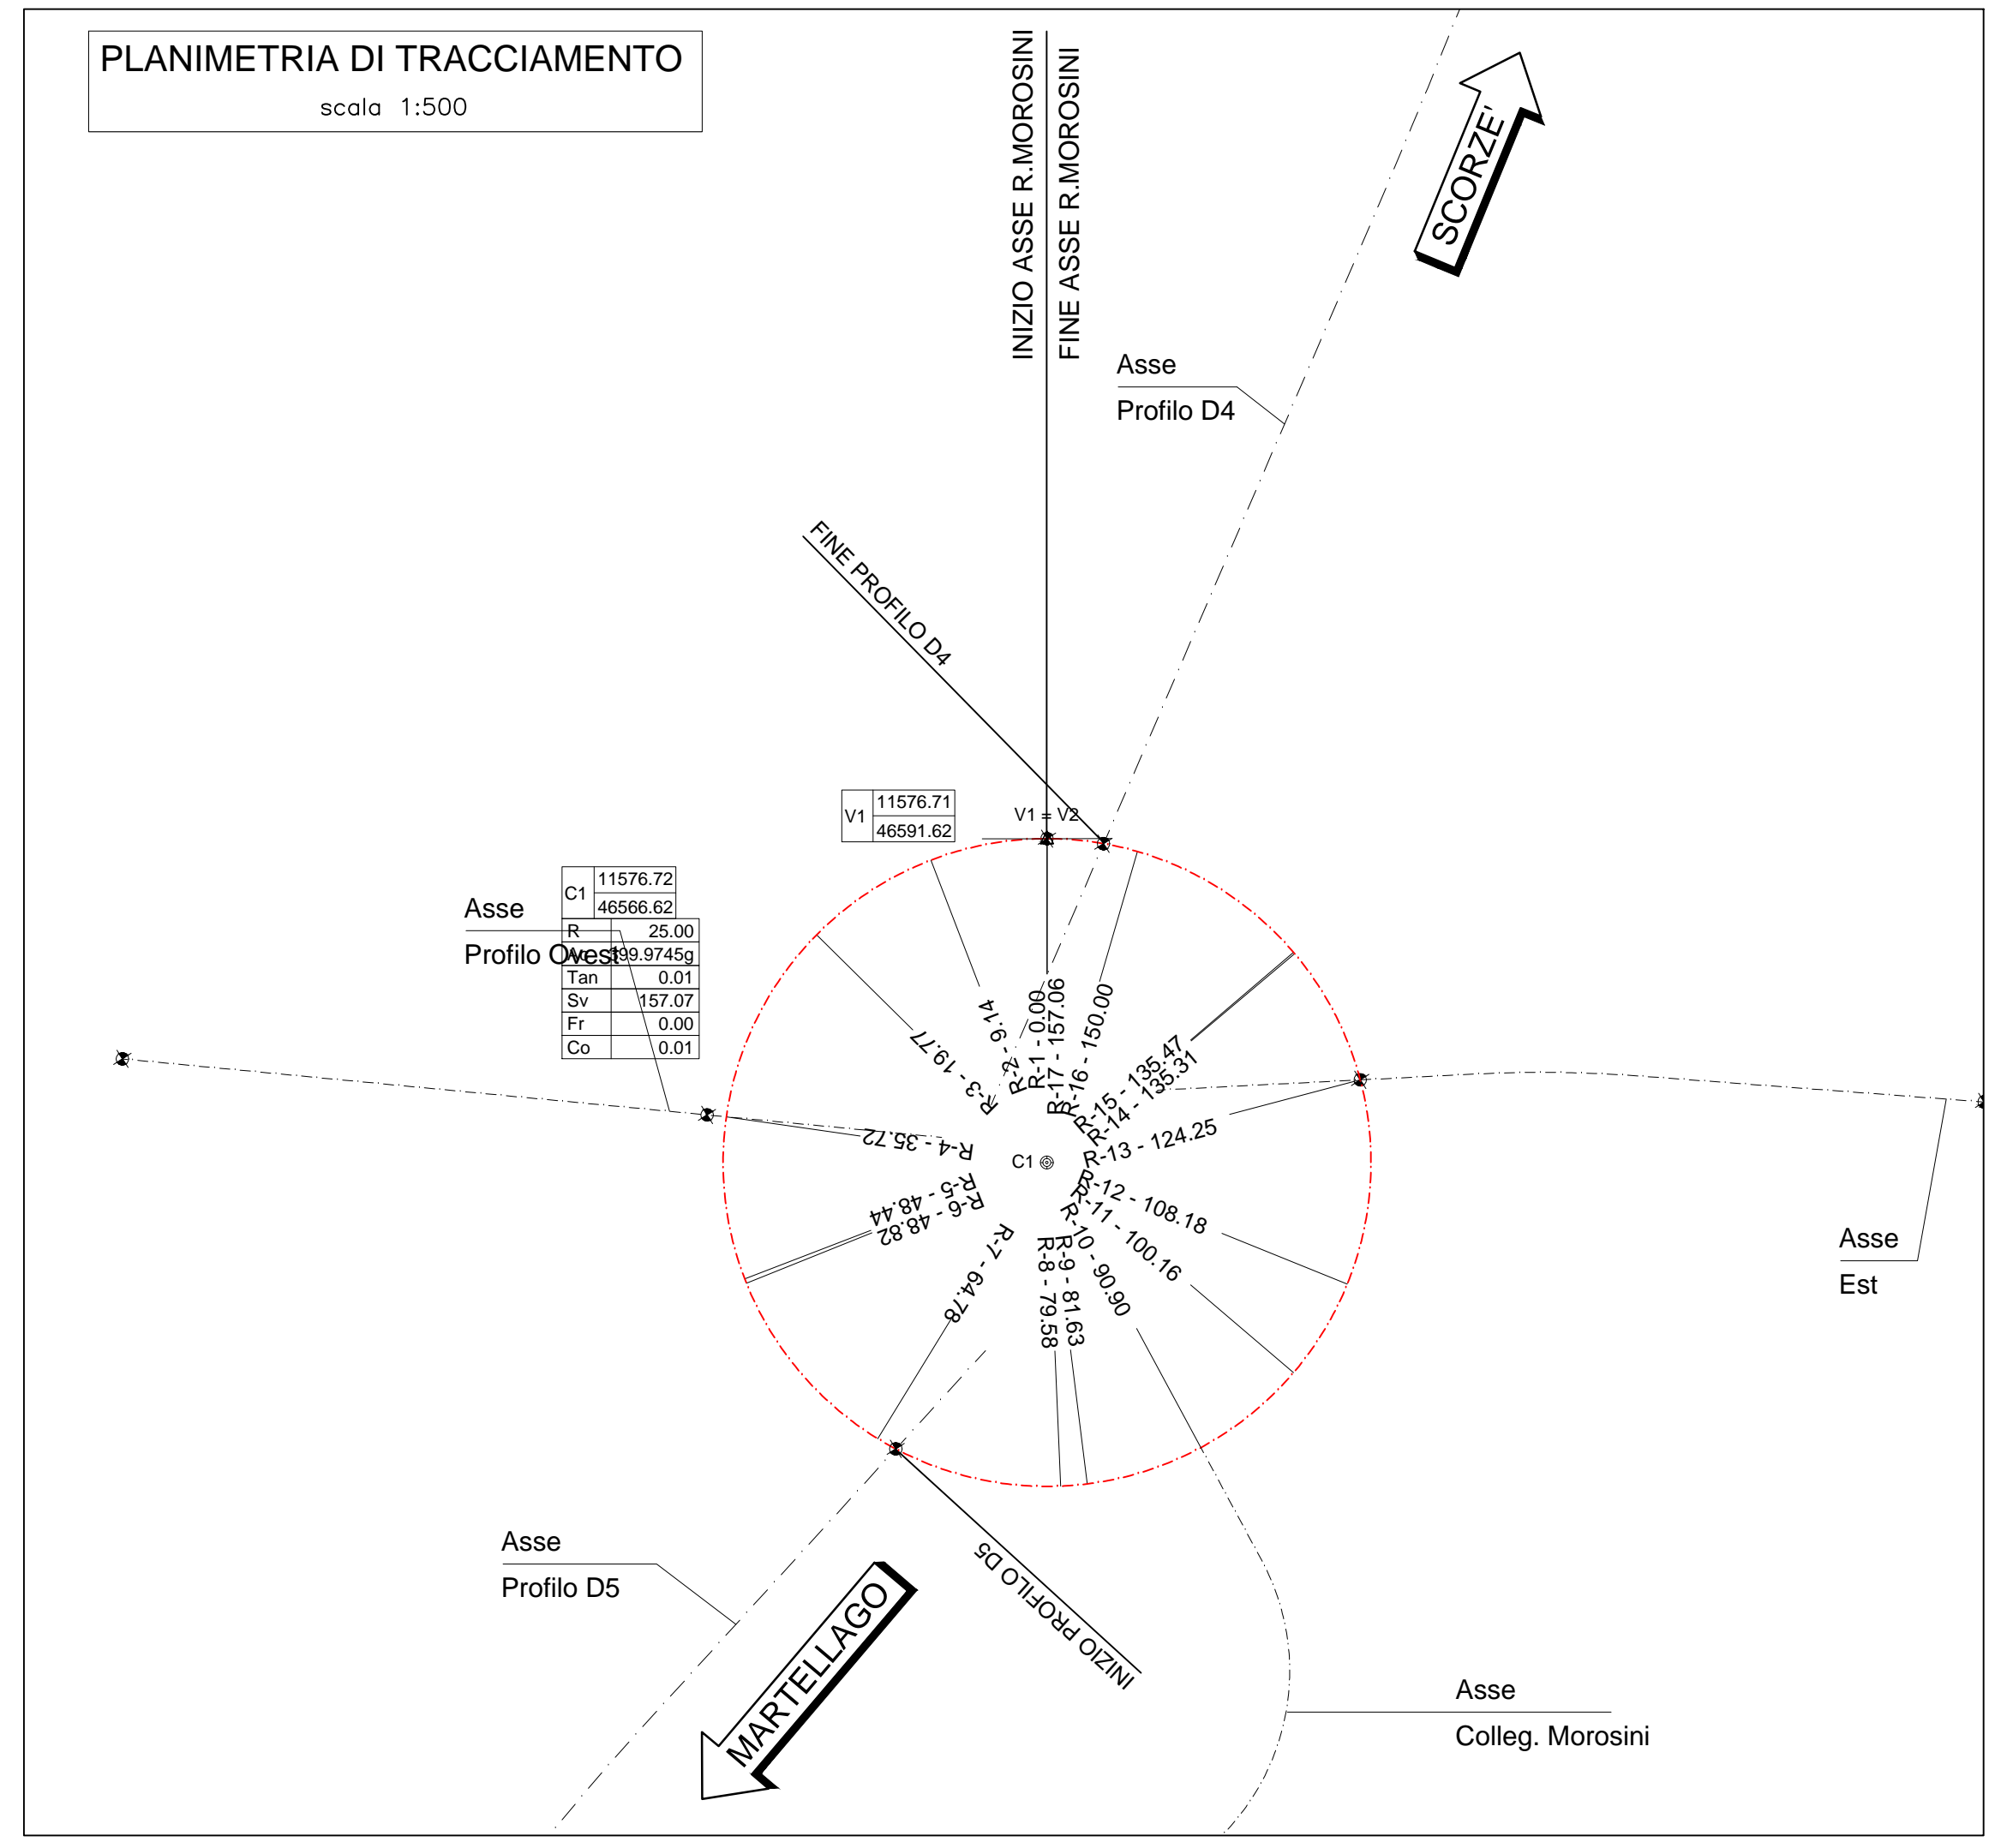 PLANIMETRIA DI TRACCIAMENTO
scala 1:500
INIZIO ASSE R.MOROSINI
FINE ASSE R.MOROSINI
SCORZE'
Asse
Profilo D4
FINE PROFILO D4
V1
11576.71
46591.62
V1 = V2
C1
11576.72
46566.62
R 25.00
399.9745g
Tan 0.01
Sv 157.07
Fr 0.00
Co 0.01
Asse
Profilo Ovest
R-1 - 0.00
R-2 - 9.14
R-3 - 19.77
R-4 - 35.72
R-5 - 48.44
R-6 - 48.82
R-7 - 64.78
R-8 - 79.58
R-9 - 81.63
R-10 - 90.90
R-11 - 100.16
R-12 - 108.18
R-13 - 124.25
R-14 - 135.31
R-15 - 135.47
R-16 - 150.00
R-17 - 157.06
C1
Asse
Est
Asse
Profilo D5
INIZIO PROFILO D5
MARTELLAGO
Asse
Colleg. Morosini